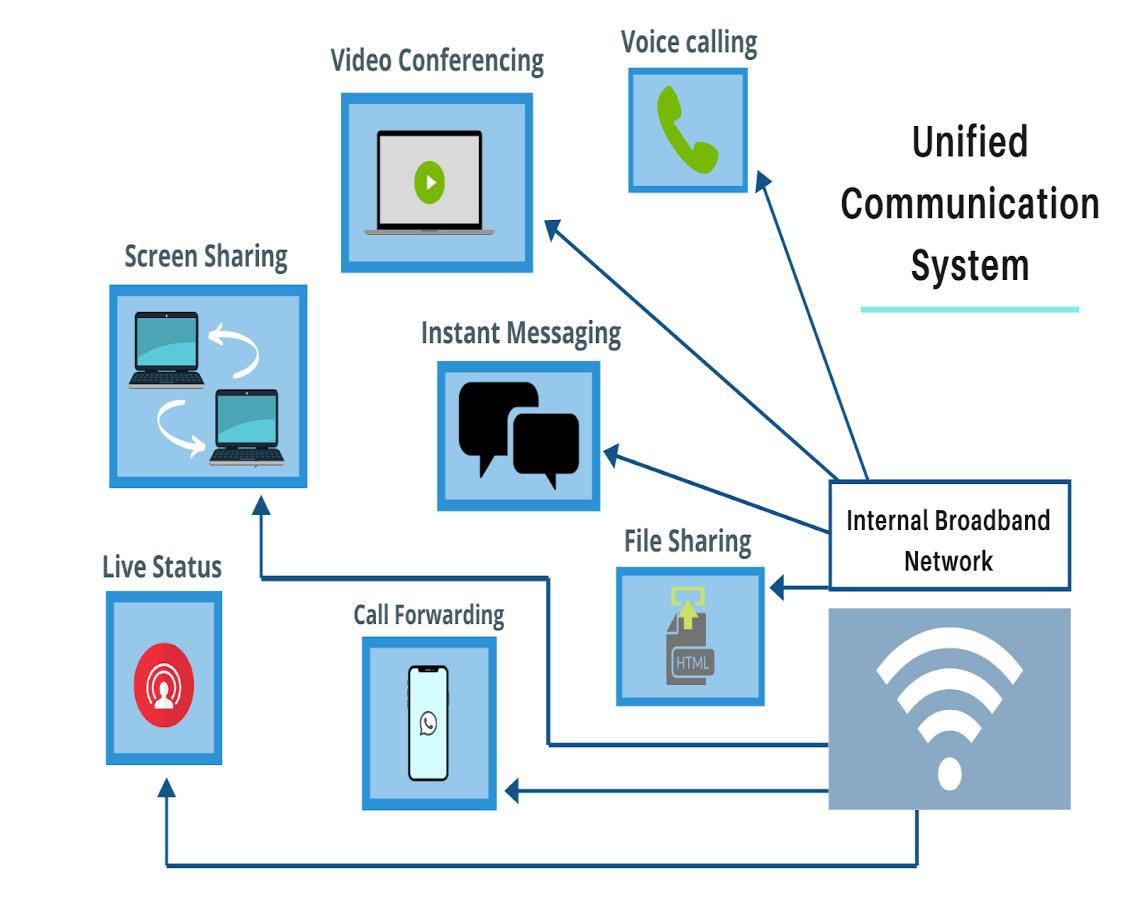 Voice calling
Video Conferencing
Unified
Communication
System
Screen Sharing
Instant Messaging
Internal Broadband
Network
File Sharing
Live Status
Call Forwarding
HTML